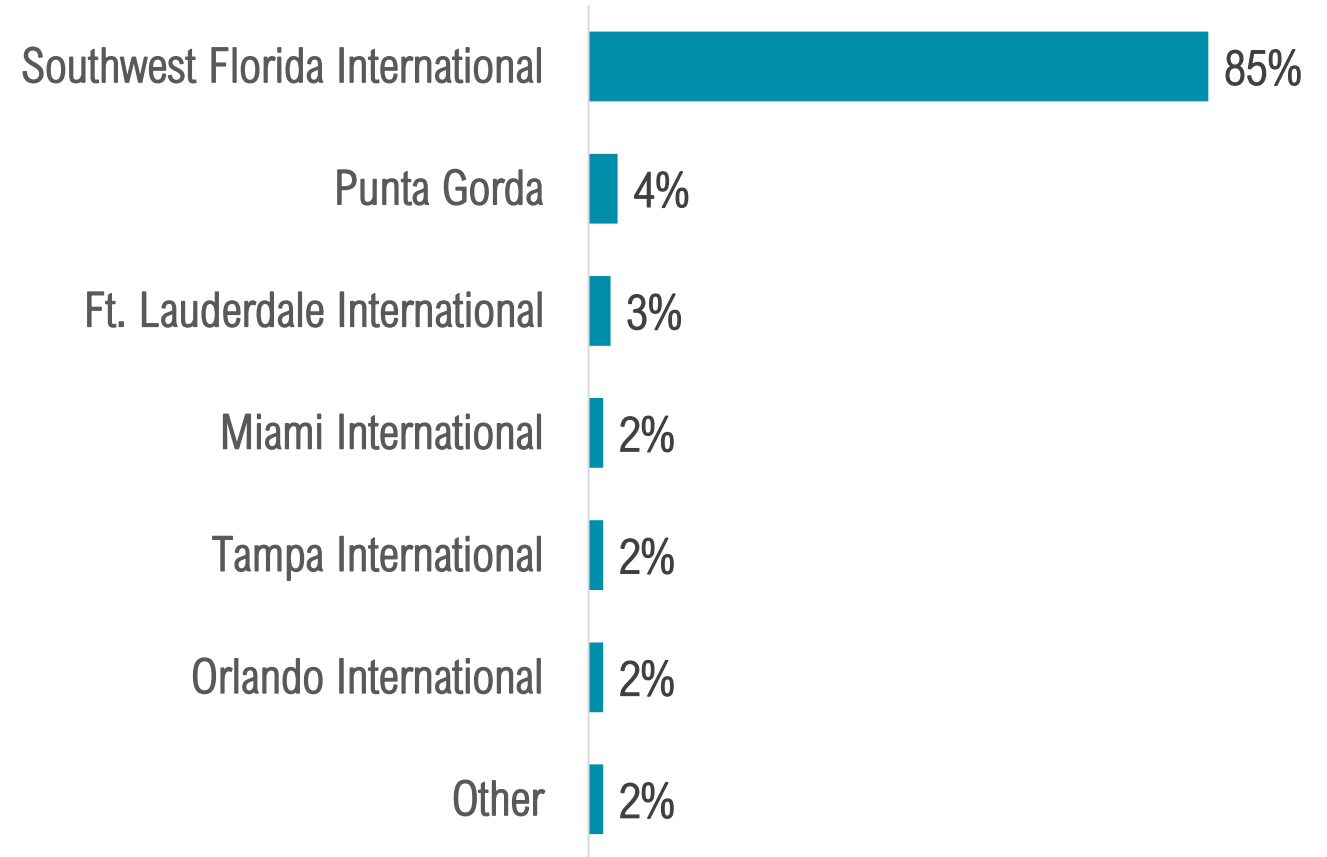 Southwest Florida International 85%
Punta Gorda 4%
Ft. Lauderdale International 3%
Miami International 2%
Tampa International 2%
Orlando International 2%
Other 2%